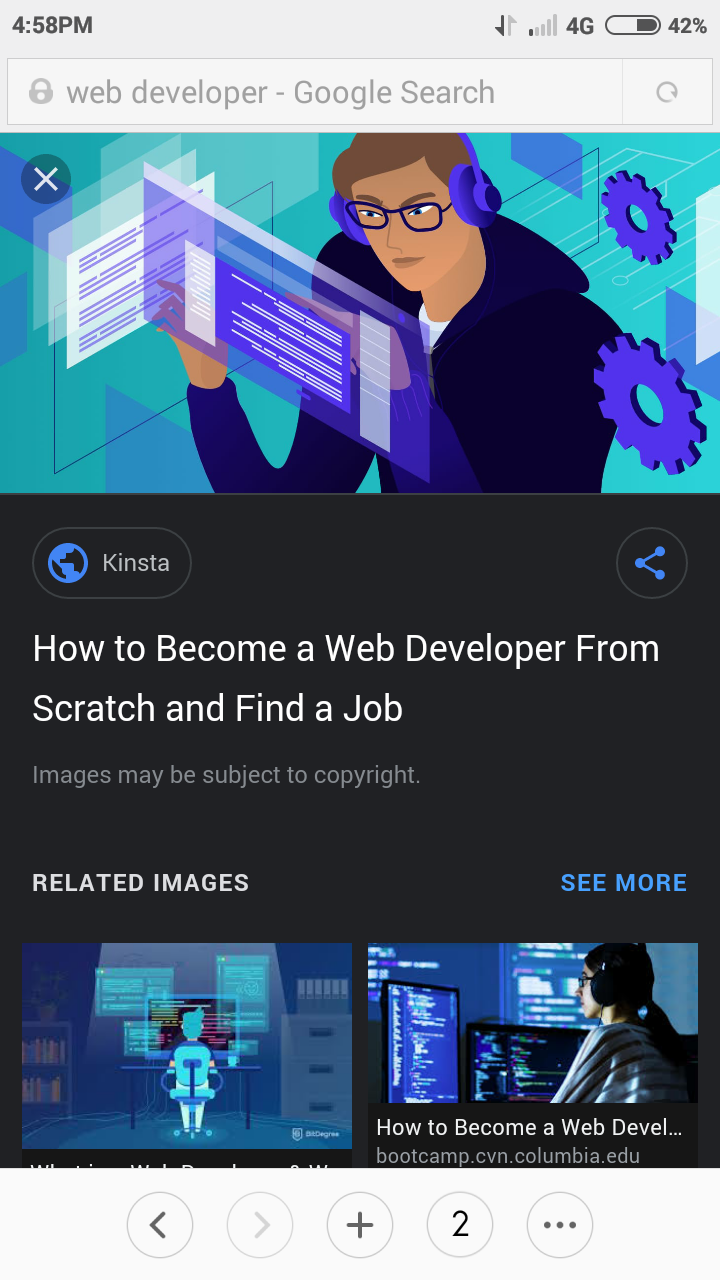 4:58PM
4G
42%
web developer - Google Search
Kinsta
How to Become a Web Developer From
Scratch and Find a Job
Images may be subject to copyright.
RELATED IMAGES
SEE MORE
BitDegree
How to Become a Web Devel...
bootcamp.cvn.columbia.edu
2